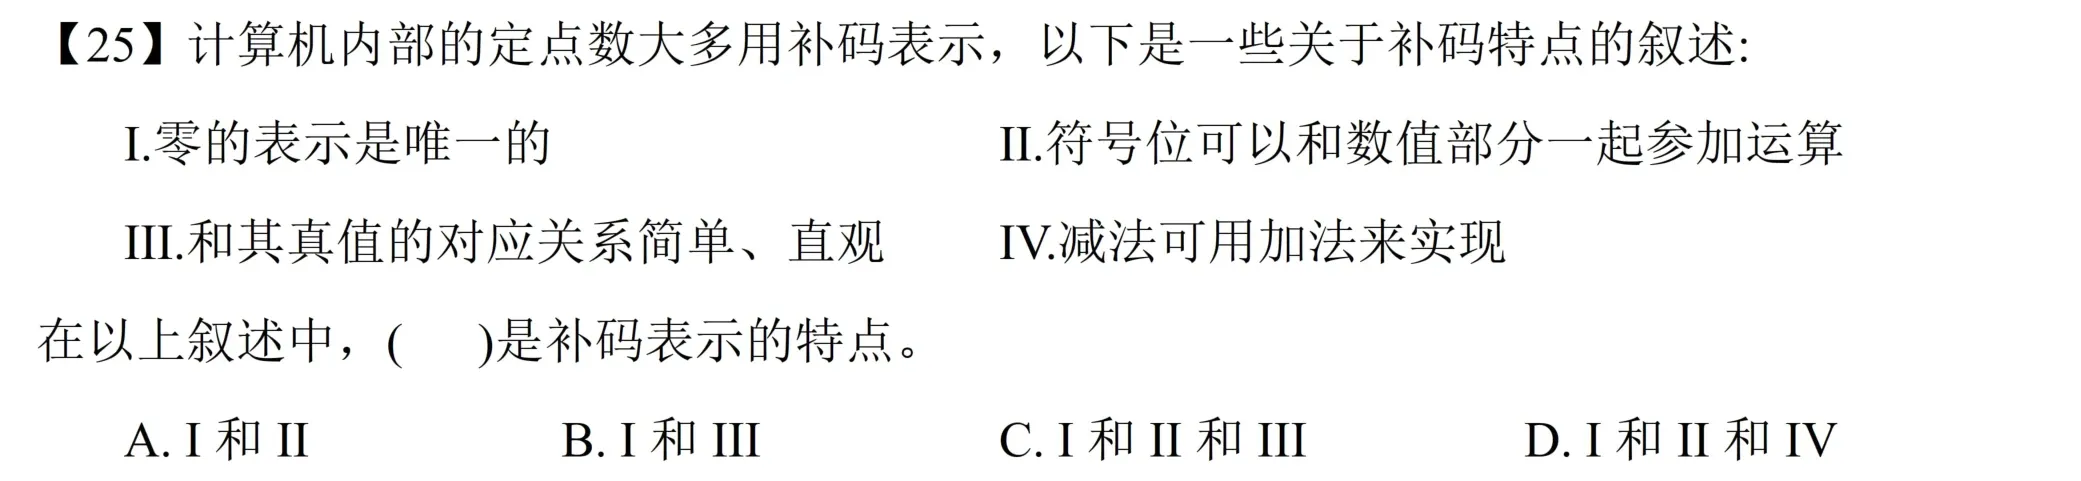 【25】计算机内部的定点数大多用补码表示，以下是一些关于补码特点的叙述:
I.零的表示是唯一的 II.符号位可以和数值部分一起参加运算
III.和其真值的对应关系简单、直观 IV.减法可用加法来实现
在以上叙述中，( )是补码表示的特点。
A. I 和 II B. I 和 III C. I 和 II 和 III D. I 和 II 和 IV